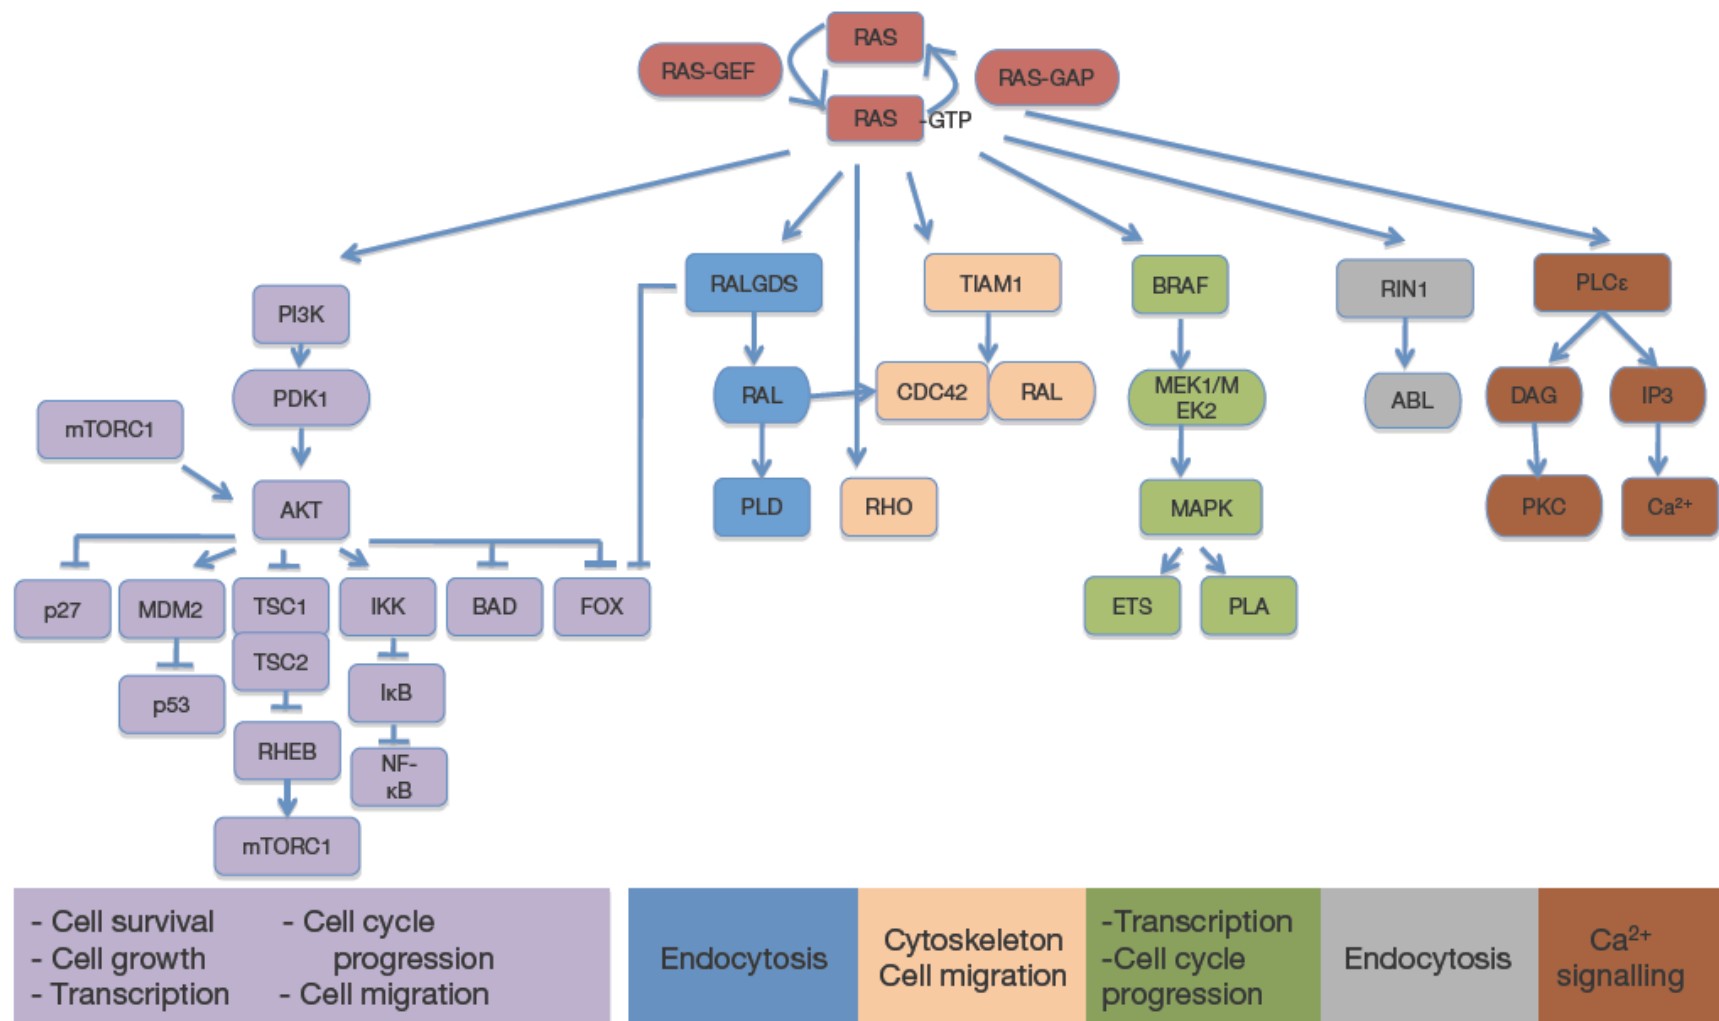 RAS
RAS-GEF
RAS-GAP
RAS -GTP
RALGDS
TIAM1
BRAF
RIN1
PLCε
PI3K
PDK1
RAL
CDC42
RAL
MEK1/M
EK2
ABL
DAG
IP3
mTORC1
AKT
PLD
RHO
MAPK
PKC
Ca²⁺
p27
MDM2
TSC1
IKK
BAD
FOX
ETS
PLA
TSC2
p53
IκB
RHEB
NF-
κB
mTORC1
- Cell survival
- Cell growth
- Transcription
- Cell cycle
progression
- Cell migration
Endocytosis
Cytoskeleton
Cell migration
-Transcription
-Cell cycle
progression
Endocytosis
Ca²⁺
signalling